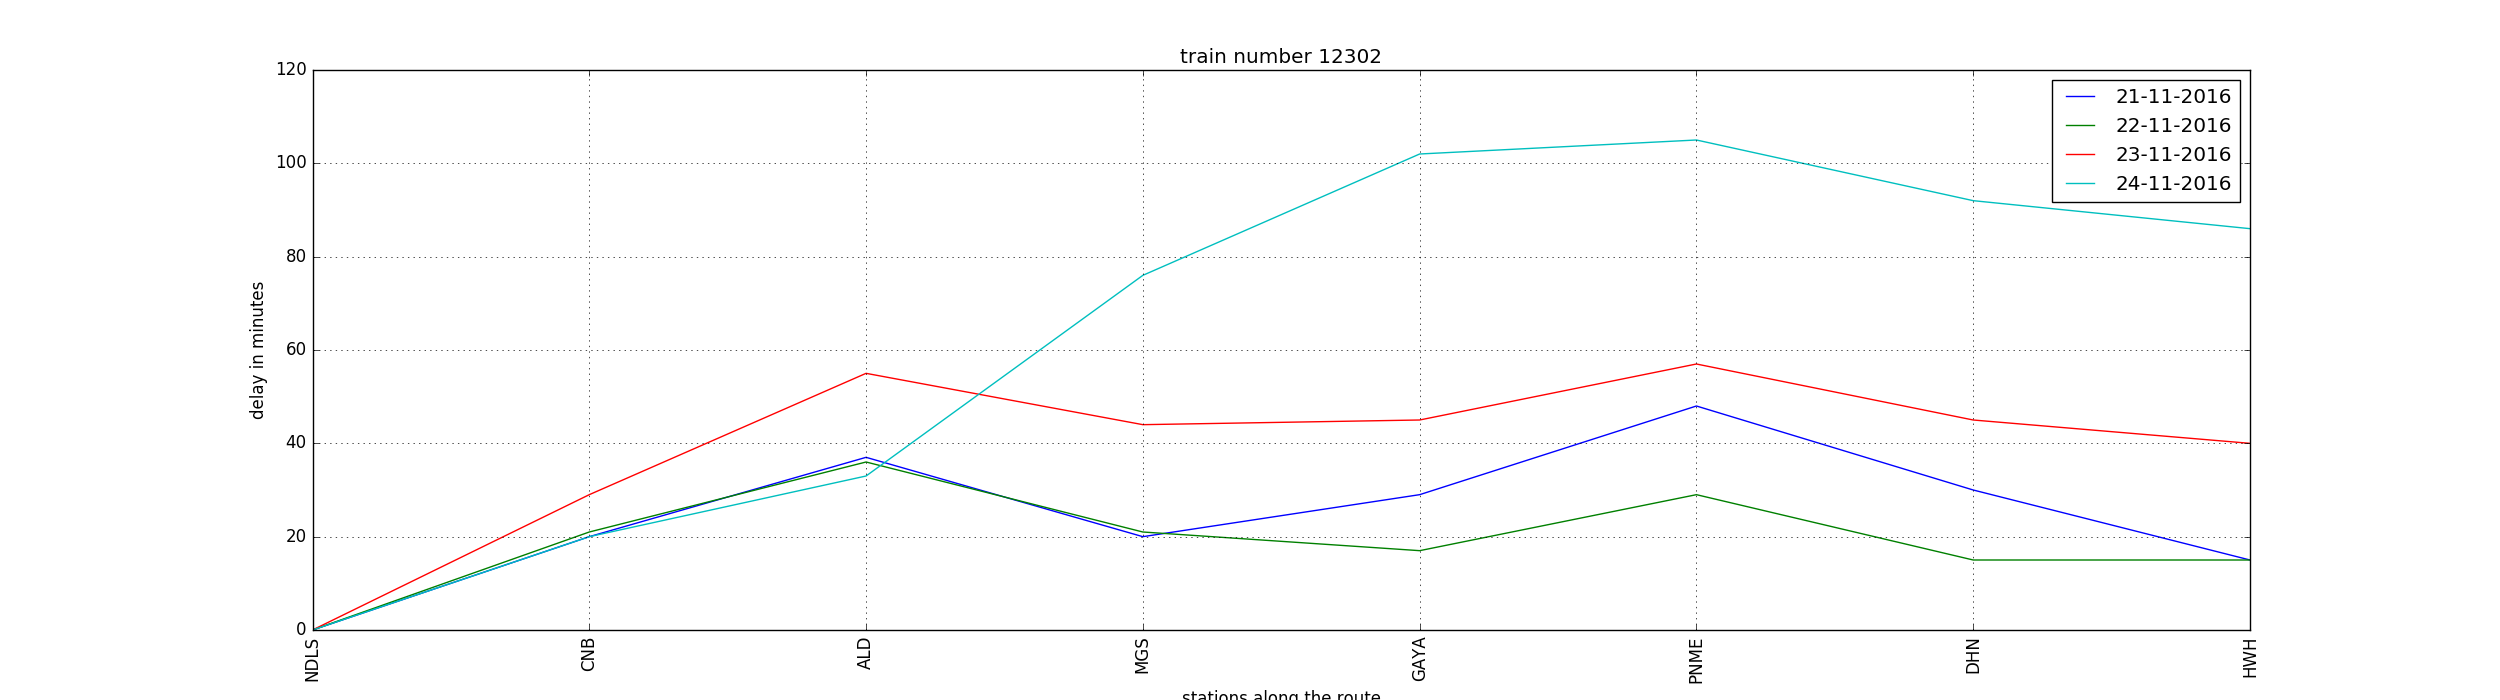 train number 12302
120
100
80
60
40
20
0
delay in minutes
21-11-2016
22-11-2016
23-11-2016
24-11-2016
NDLS
CNB
ALD
MGS
GAYA
PNME
DHN
HWH
stations along the route